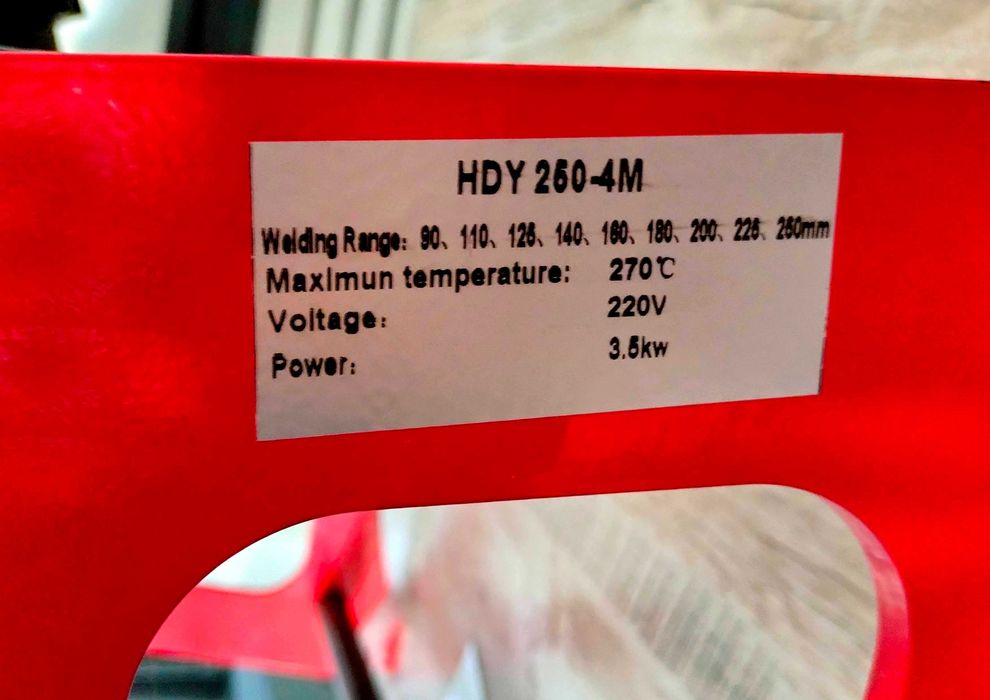 HDY 250-4M
Welding Range: 90、110、125、140、160、180、200、225、250mm
Maxlmun temperature: 270℃
Voltage: 220V
Power: 3.5kw